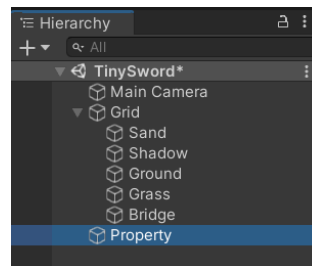 Hierarchy
All
TinySword*
Main Camera
Grid
Sand
Shadow
Ground
Grass
Bridge
Property